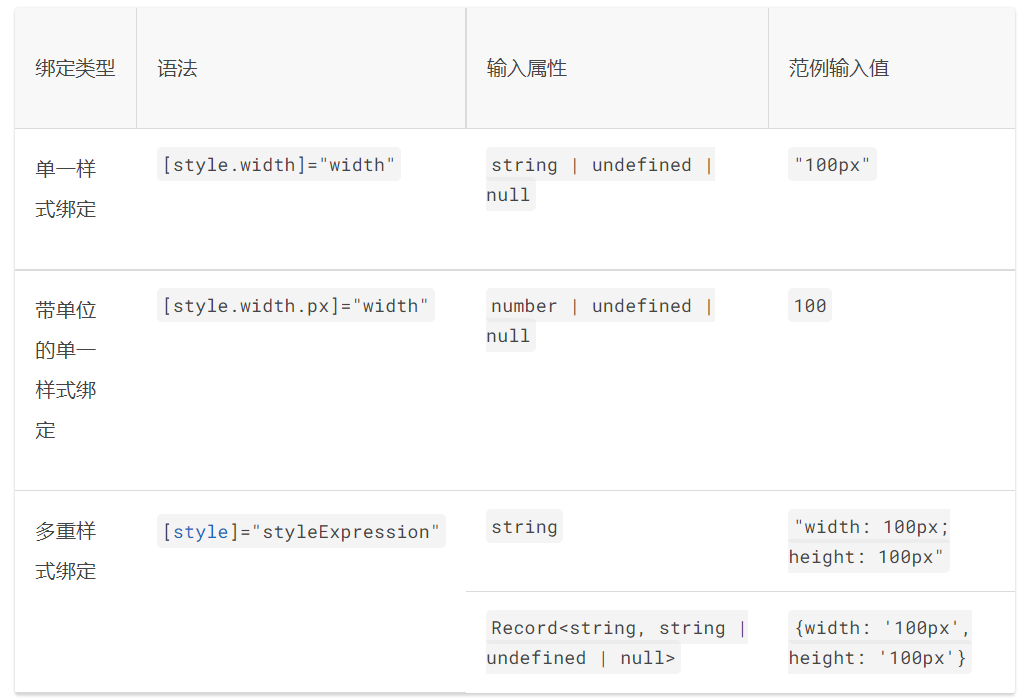 绑定类型 语法 输入属性 范例输入值
单一样
式绑定
[style.width]="width"
string | undefined |
null
"100px"
带单位
的单一
样式绑
定
[style.width.px]="width"
number | undefined |
null
100
多重样
式绑定
[style]="styleExpression"
string
"width: 100px;
height: 100px"
Record<string, string |
undefined | null>
{width: '100px',
height: '100px'}